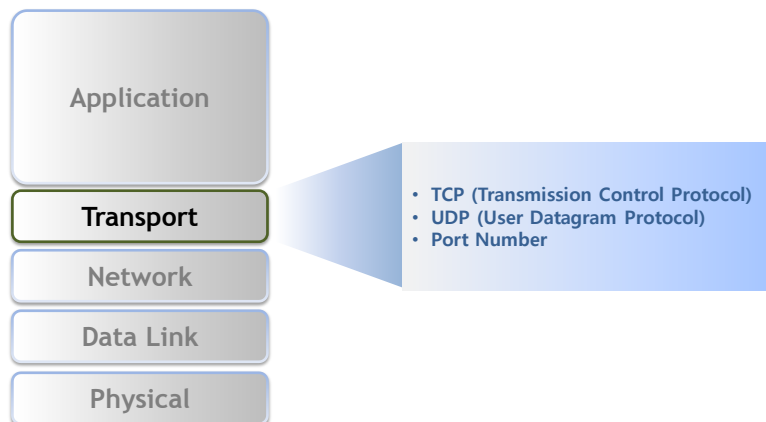 Application
Transport
• TCP (Transmission Control Protocol)
• UDP (User Datagram Protocol)
• Port Number
Network
Data Link
Physical